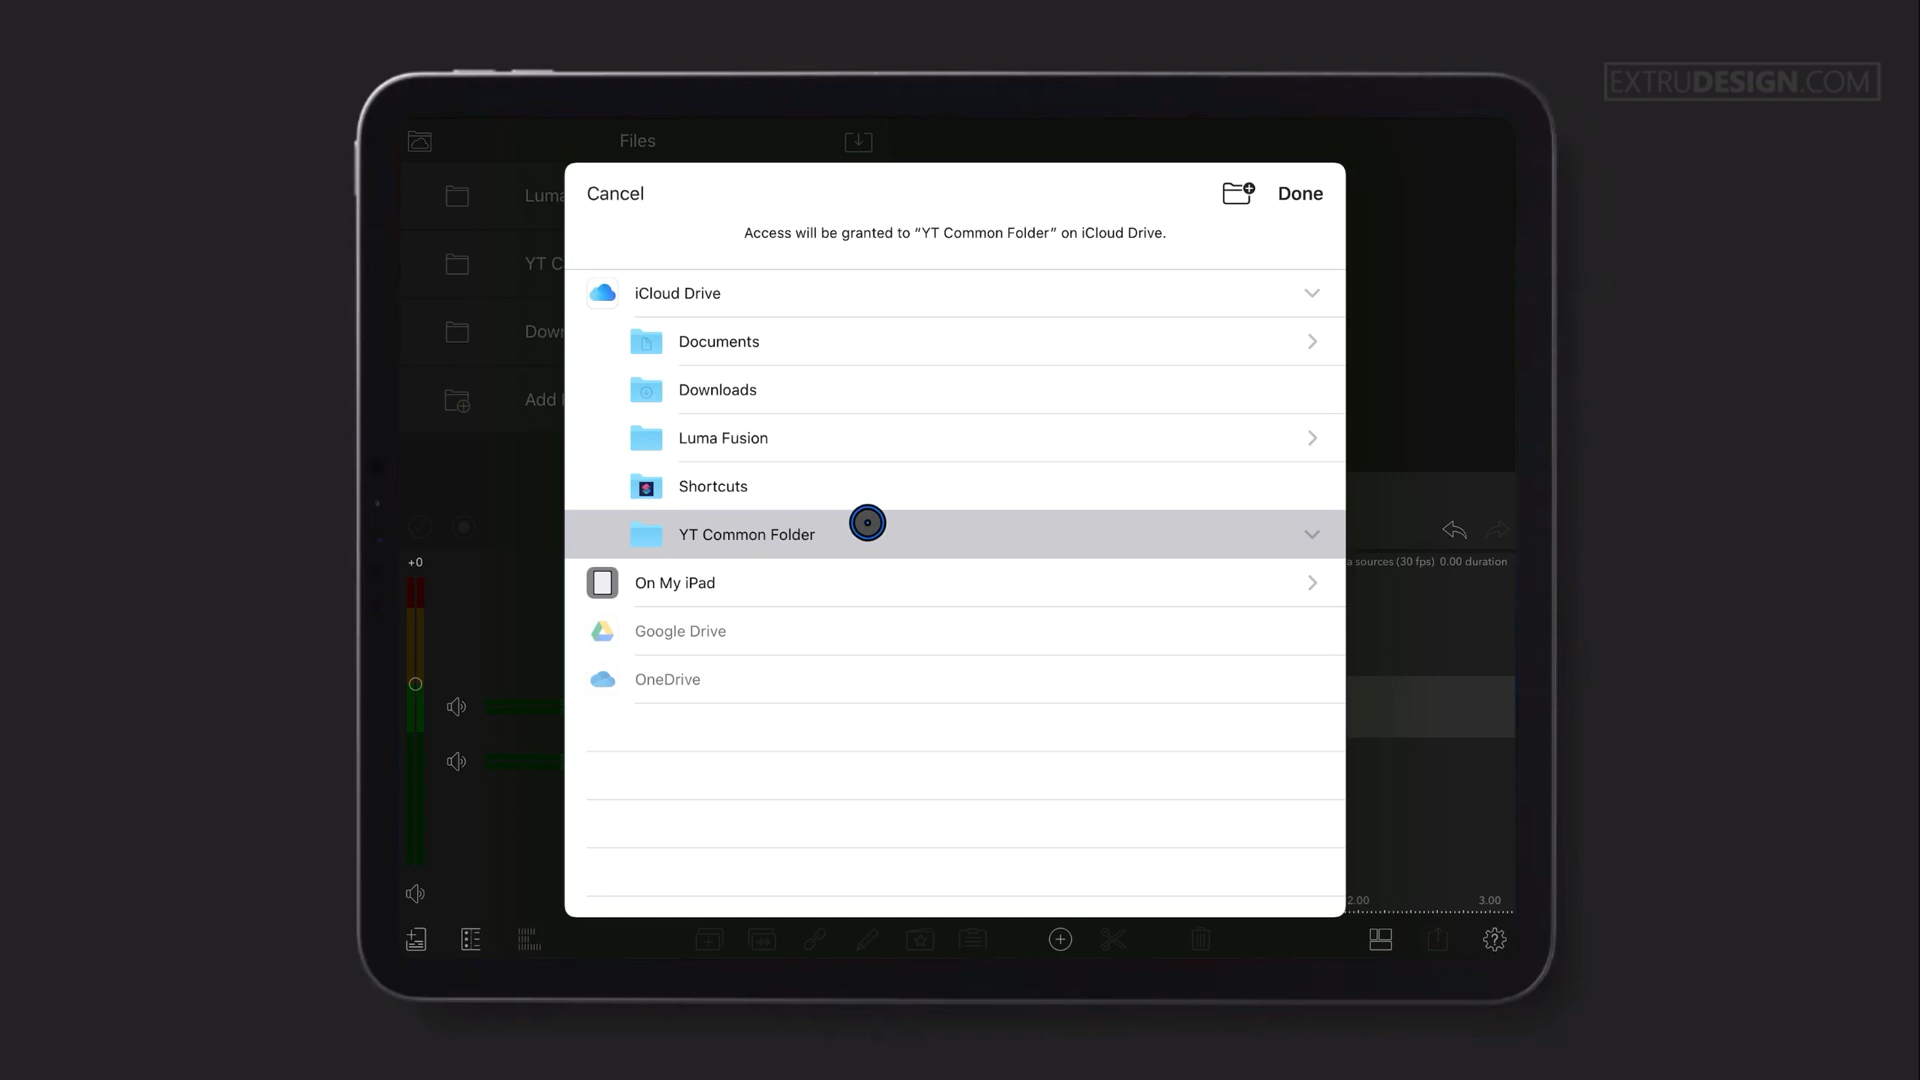 EXTRUDESIGN.COM
Files
Cancel
Done
Access will be granted to “YT Common Folder” on iCloud Drive.
Luma
YT C
Down
Add
iCloud Drive
Documents
Downloads
Luma Fusion
Shortcuts
YT Common Folder
On My iPad
Google Drive
OneDrive
+0
a sources (30 fps) 0.00 duration
2.00
3.00